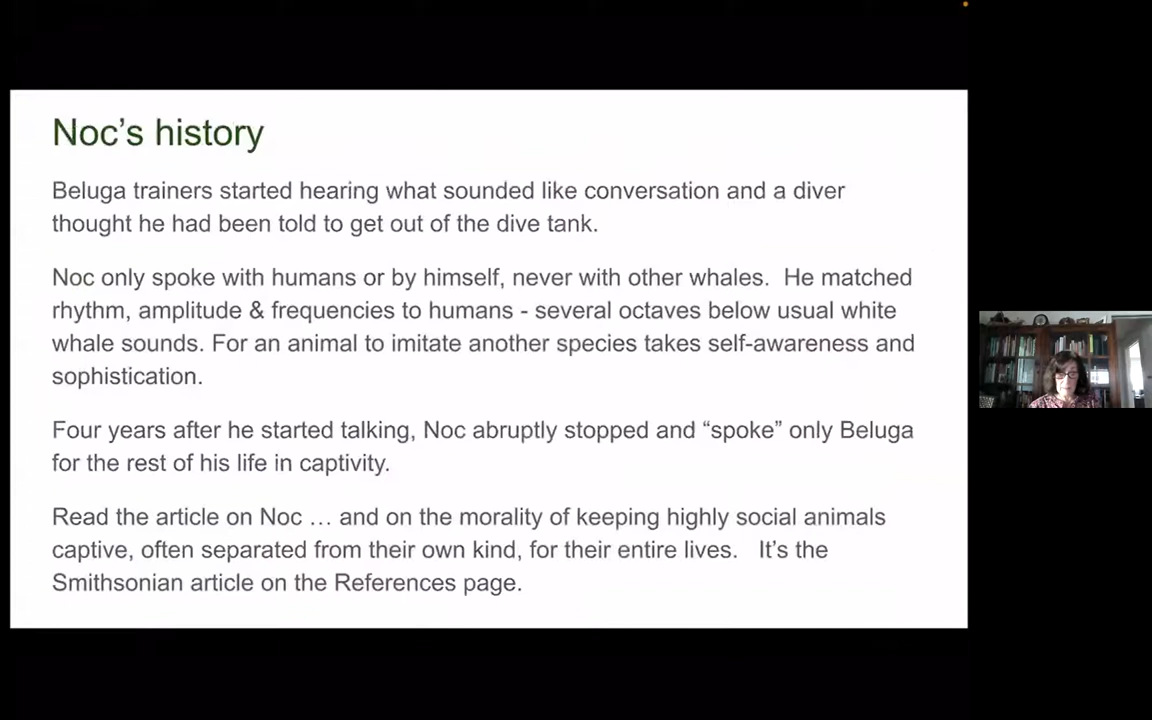 Noc’s history
Beluga trainers started hearing what sounded like conversation and a diver
thought he had been told to get out of the dive tank.
Noc only spoke with humans or by himself, never with other whales.  He matched
rhythm, amplitude & frequencies to humans - several octaves below usual white
whale sounds. For an animal to imitate another species takes self-awareness and
sophistication.
Four years after he started talking, Noc abruptly stopped and “spoke” only Beluga
for the rest of his life in captivity.
Read the article on Noc … and on the morality of keeping highly social animals
captive, often separated from their own kind, for their entire lives.   It’s the
Smithsonian article on the References page.